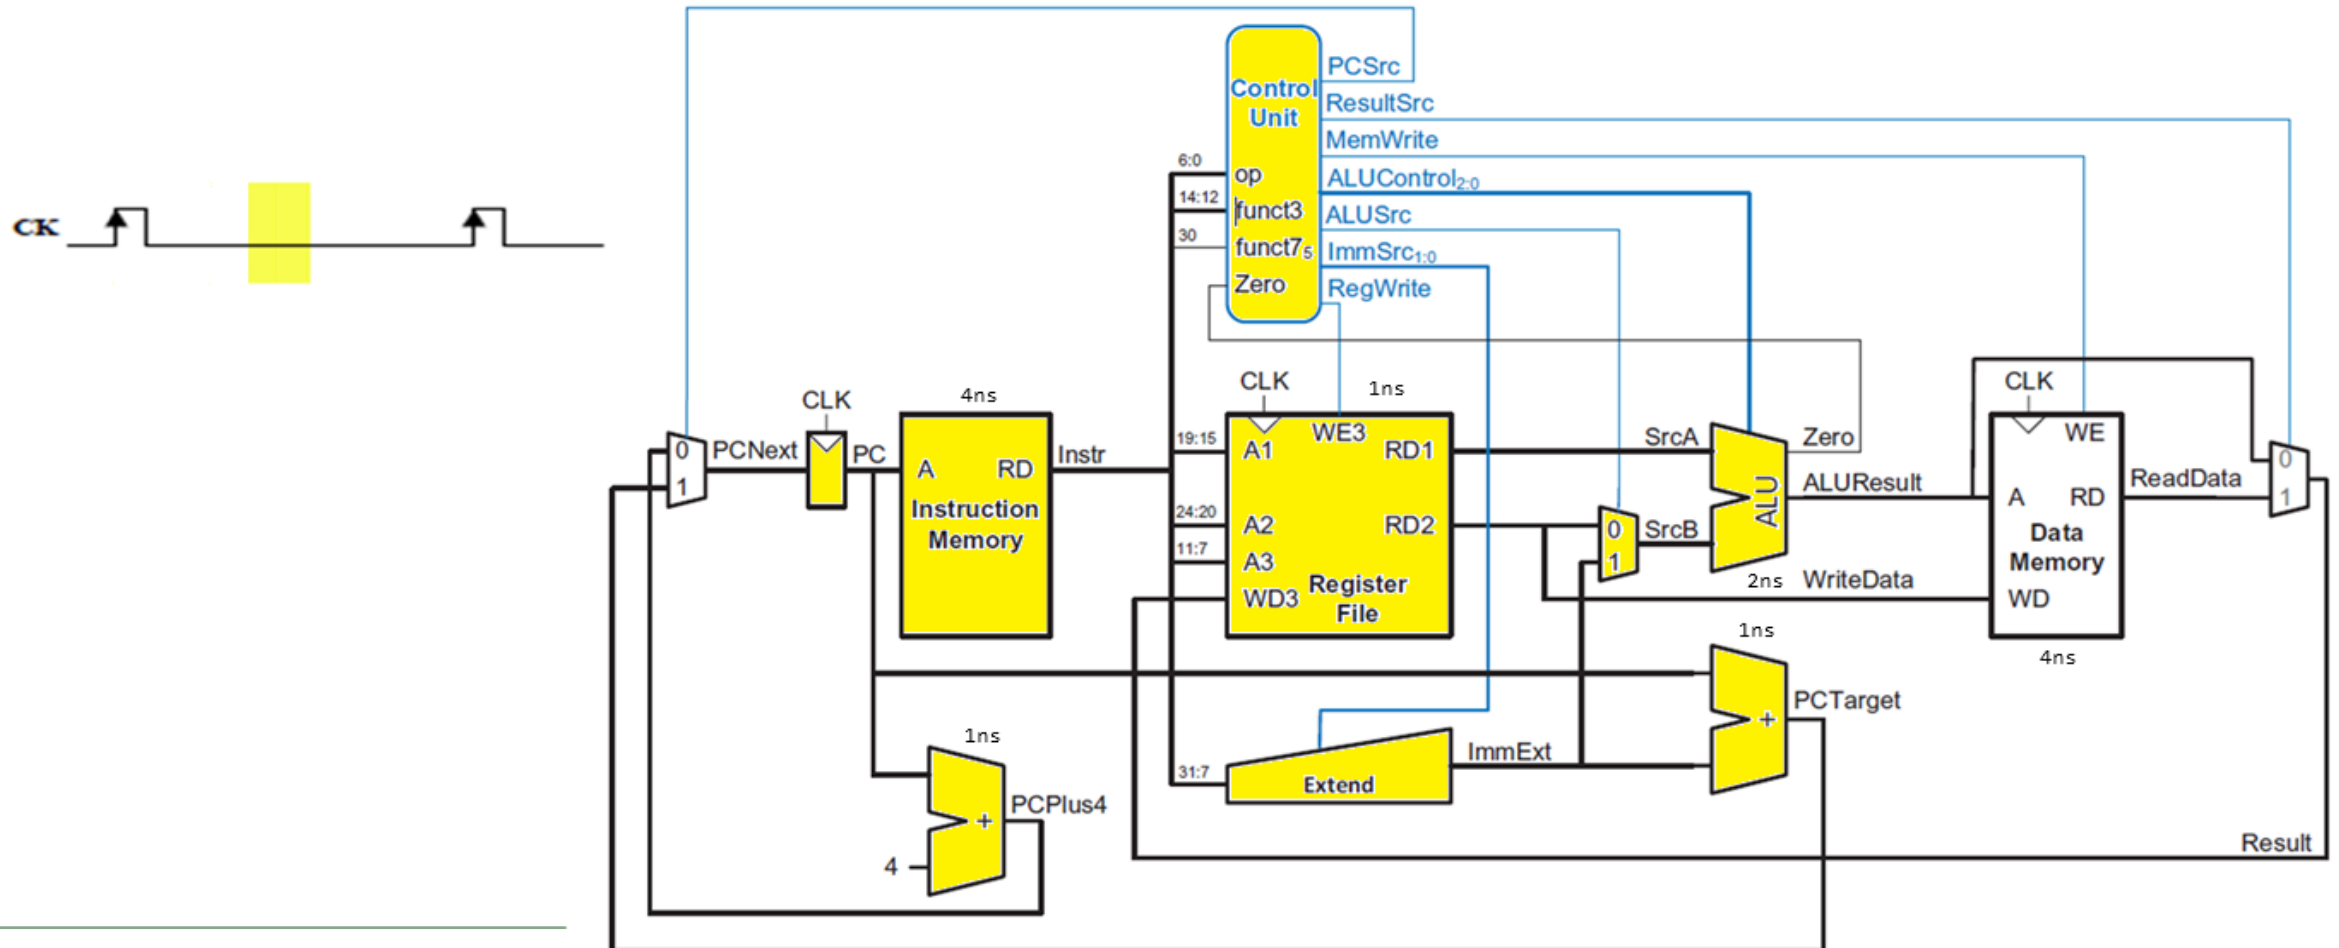 CK
Control
Unit
PCSrc
ResultSrc
MemWrite
ALUControl2:0
ALUSrc
ImmSrc1:0
RegWrite
6:0
op
14:12
funct3
30
funct75
Zero
CLK
4ns
CLK
1ns
CLK
0
1
PCNext
PC
A
RD
Instruction
Memory
Instr
19:15
A1
WE3
RD1
24:20
A2
RD2
11:7
A3
WD3
Register
File
SrcA
0
1
SrcB
ALU
Zero
ALUResult
2ns
WriteData
WE
A
RD
Data
Memory
WD
4ns
ReadData
0
1
1ns
+
PCTarget
1ns
+
PCPlus4
4
31:7
Extend
ImmExt
Result